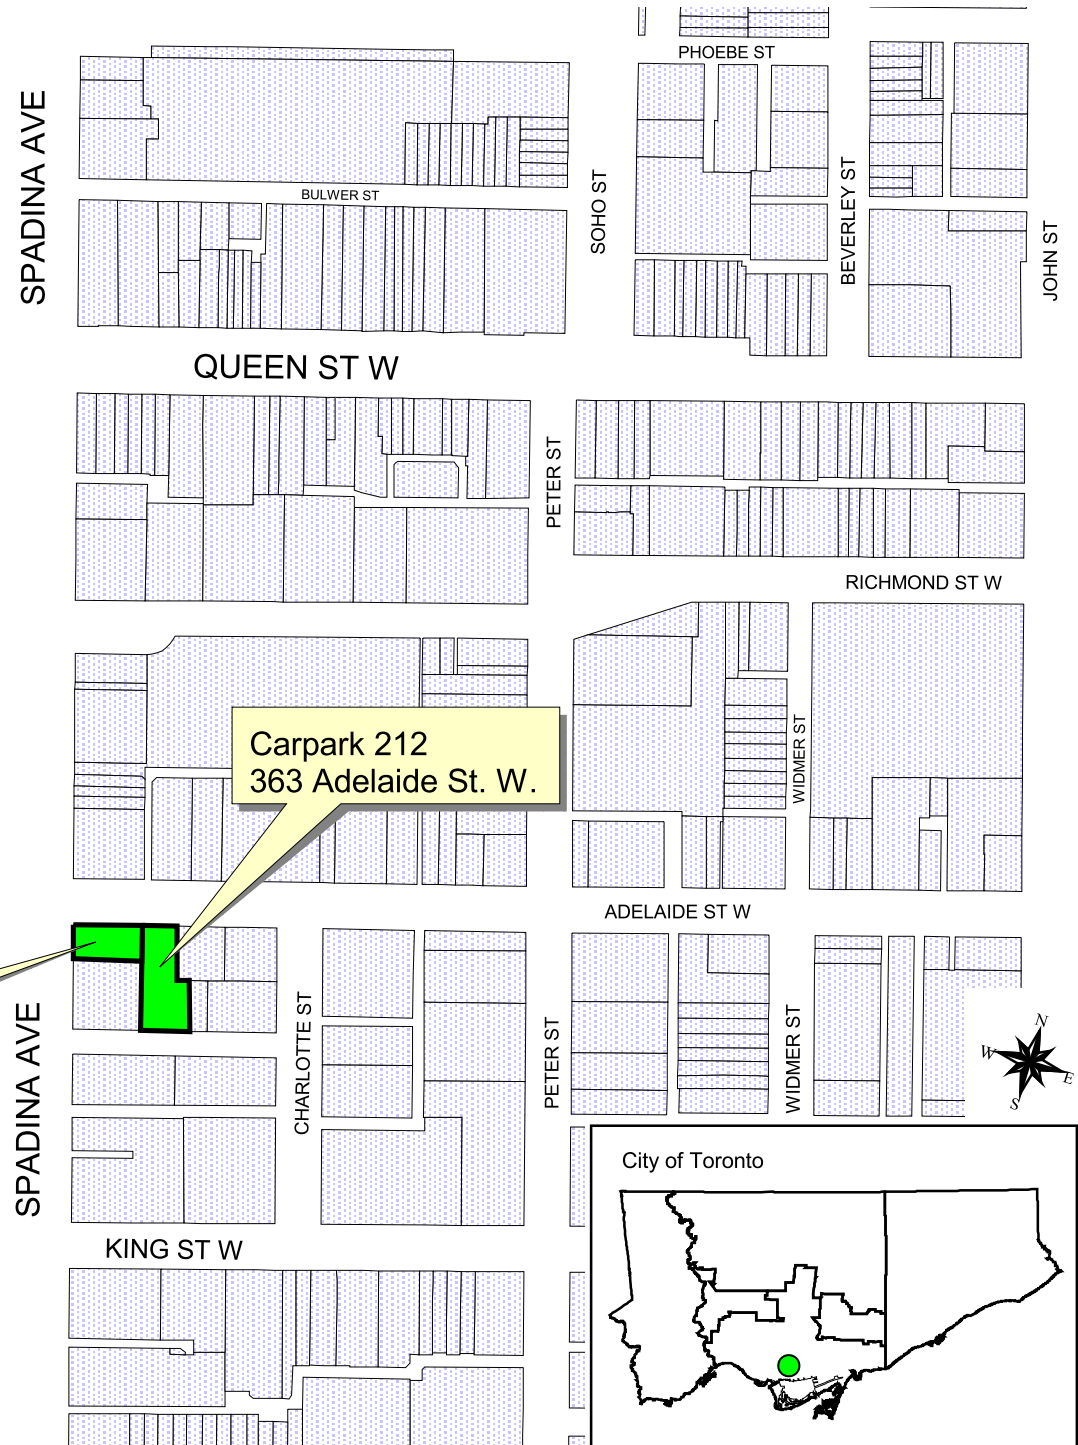 PHOEBE ST
SPADINA AVE
BULWER ST
SOHO ST
BEVERLEY ST
JOHN ST
QUEEN ST W
PETER ST
RICHMOND ST W
Carpark 212
363 Adelaide St. W.
WIDMER ST
ADELAIDE ST W
SPADINA AVE
CHARLOTTE ST
PETER ST
WIDMER ST
N
W
E
S
City of Toronto
KING ST W